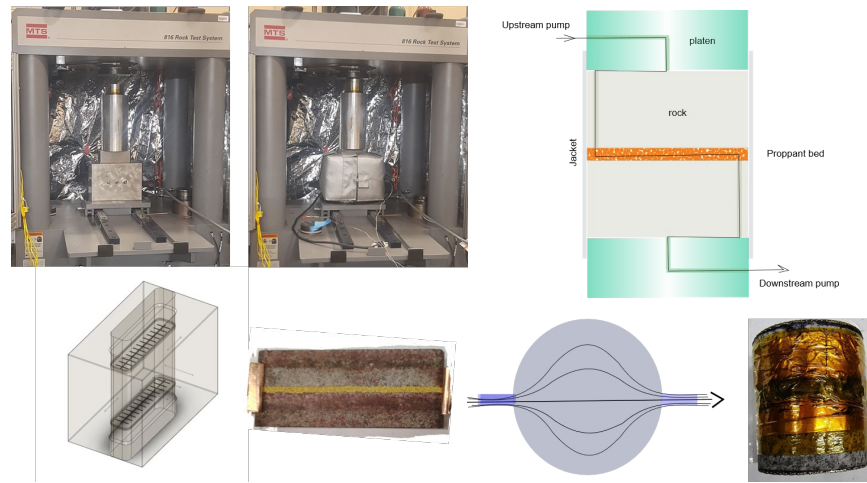 MTS
816 Rock Test System
MTS
816 Rock Test System
Upstream pump
platen
rock
Jacket
Proppant bed
Downstream pump